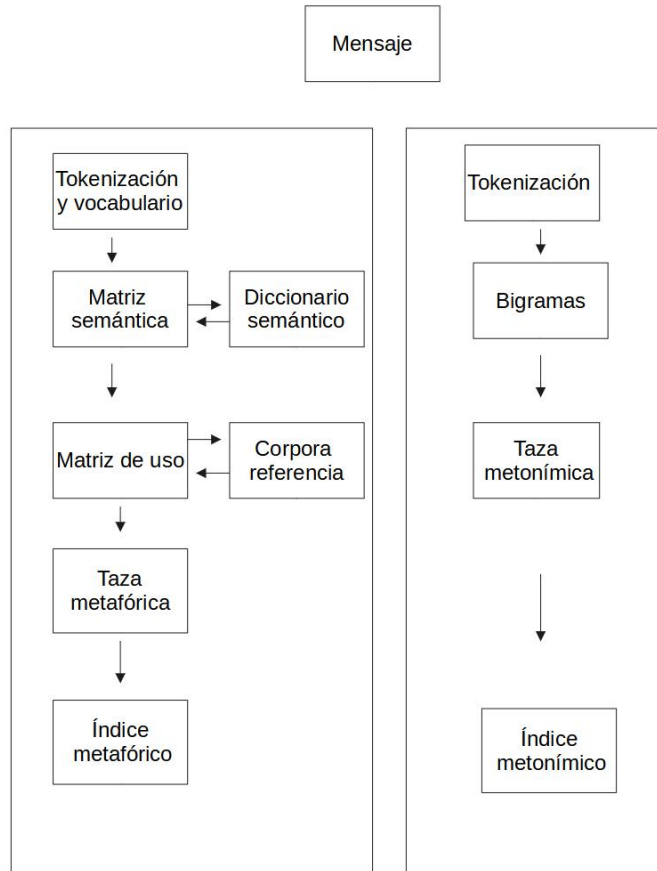 Mensaje
Tokenización
y vocabulario
Matriz
semántica
Diccionario
semántico
Matriz de uso
Corpora
referencia
Taza
metafórica
Índice
metafórico
Tokenización
Bigramas
Taza
metonímica
Índice
metonímico